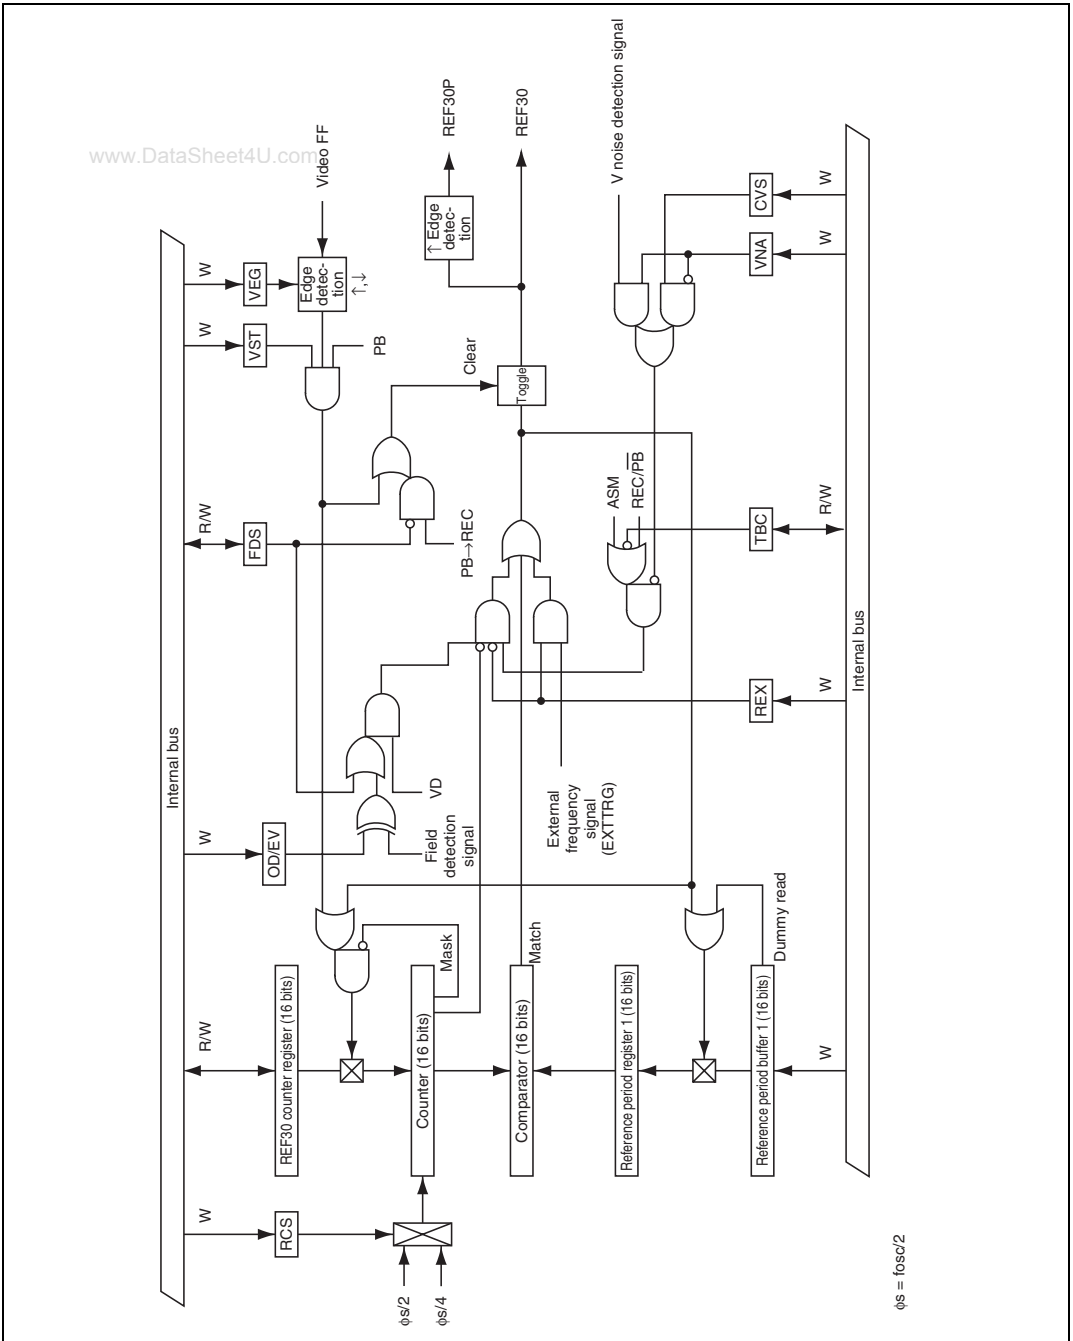 www.DataSheet4U.com
Internal bus
W
RCS
R/W
REF30 counter register (16 bits)
W
OD/EV
R/W
FDS
W
VST
W
VEG
Edge
detec-
tion
↑,↓
Video FF
PB
φs/2
φs/4
Counter (16 bits)
Mask
Field
detection
signal
VD
PB→REC
Clear
Toggle
↑ Edge
detec-
tion
REF30P
REF30
Comparator (16 bits)
Match
External
frequency
signal
(EXTTRG)
ASM
REC/PB
V noise detection signal
Reference period register 1 (16 bits)
Reference period buffer 1 (16 bits)
Dummy read
W
REX
W
TBC
R/W
VNA
W
CVS
W
Internal bus
φs = fosc/2